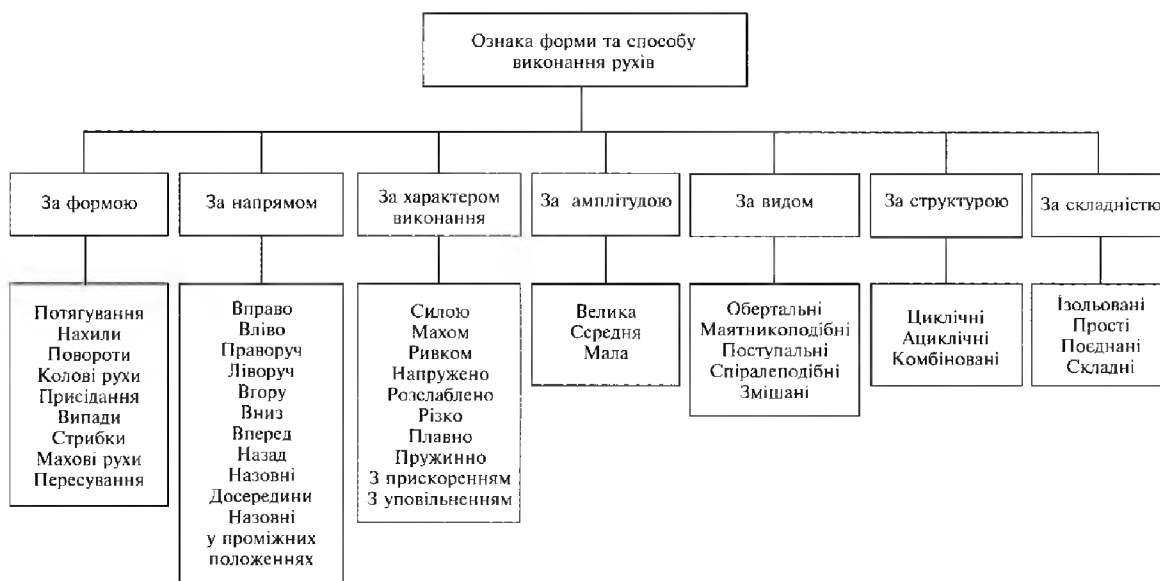 Ознака форми та способу
виконання рухів
За формою
За напрямом
За характером
виконання
За амплітудою
За видом
За структурою
За складністю
Потягування
Нахили
Повороти
Колові рухи
Присідання
Випади
Стрибки
Махові рухи
Пересування
Вправо
Вліво
Праворуч
Ліворуч
Вгору
Вниз
Вперед
Назад
Назовні
Досередини
Назовні
у проміжних
положеннях
Силою
Махом
Ривком
Напружено
Розслаблено
Різко
Плавно
Пружинно
З прискоренням
З уповільненням
Велика
Середня
Мала
Обертальні
Маятникоподібні
Поступальні
Спіралеподібні
Змішані
Циклічні
Ациклічні
Комбіновані
Ізольовані
Прості
Поєднані
Складні